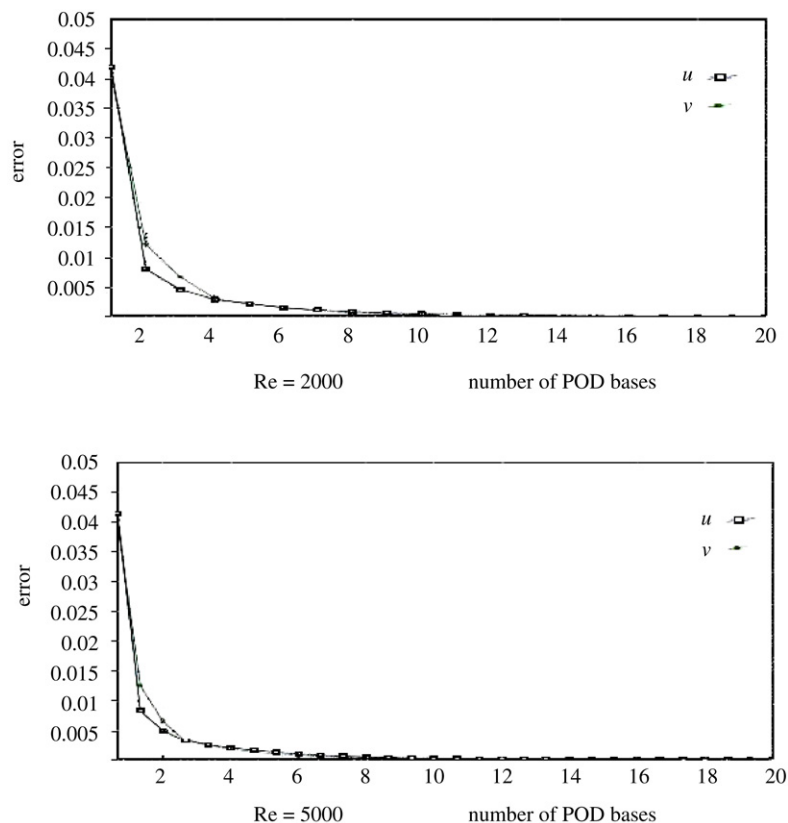 0.05
0.045
0.04
0.035
0.03
0.025
0.02
0.015
0.01
0.005
error
u
v
2 4 6 8 10 12 14 16 18 20
Re = 2000 number of POD bases
0.05
0.045
0.04
0.035
0.03
0.025
0.02
0.015
0.01
0.005
error
u
v
2 4 6 8 10 12 14 16 18 20
Re = 5000 number of POD bases